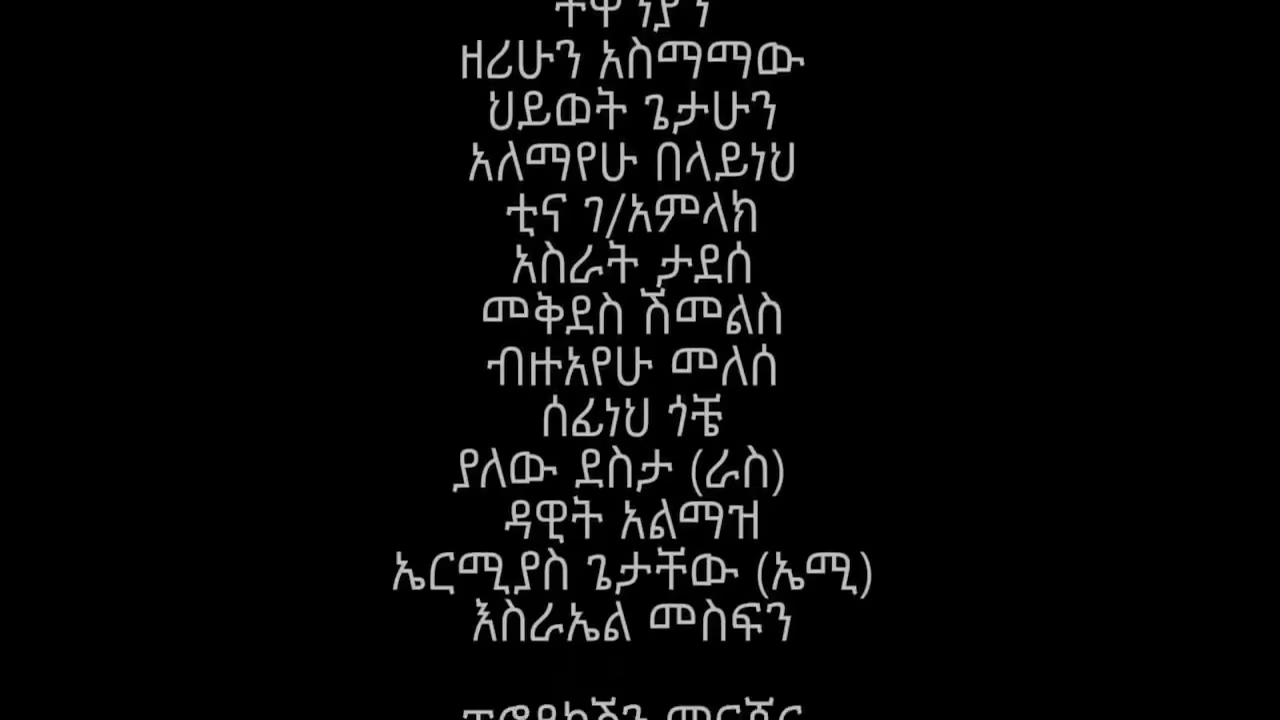 ተዋንያን
ዘሪሁን አስማማው
ህይወት ጌታሁን
አለማየሁ በላይነህ
ቲና ገ/አምላክ
አስራት ታደሰ
መቅደስ ሽመልስ
ብዙአየሁ መለሰ
ሰፊነህ ጎቼ
ያለው ደስታ (ራስ)
ዳዊት አልማዝ
ኤርሚያስ ጌታቸው (ኤሚ)
እስራኤል መስፍን